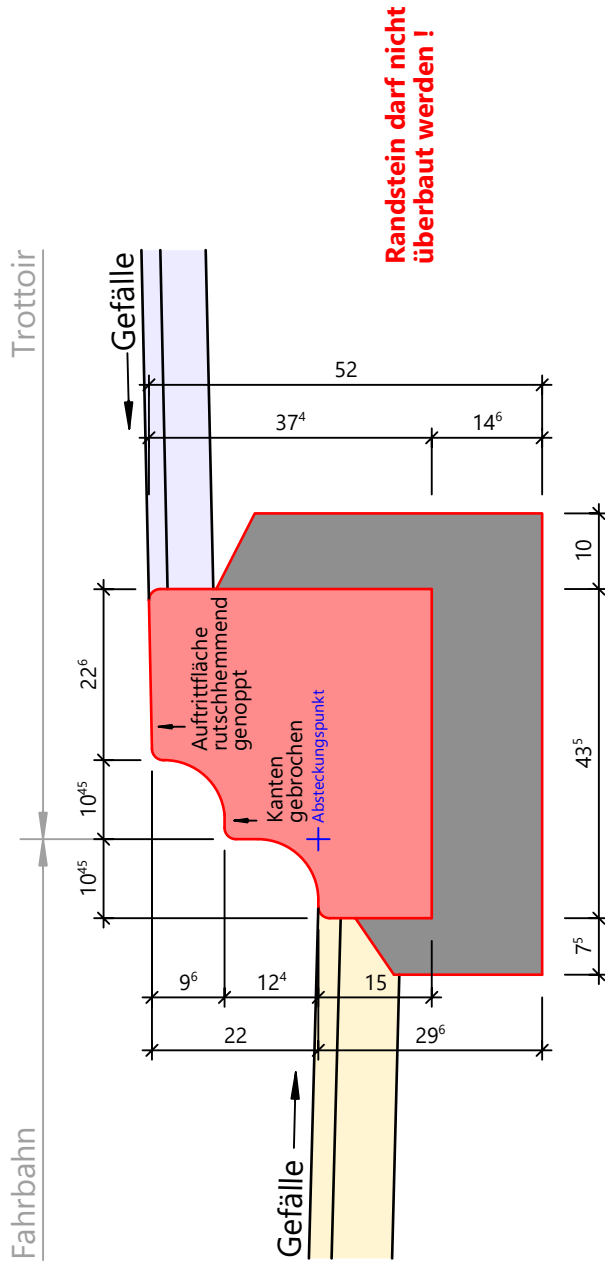 Fahrbahn
Trottoir
Gefälle
Gefälle
Randstein darf nicht
überbaut werden !
Auftrittfläche
rutschhemmend
genoppt
Kanten
gebrochen
Absteckungspunkt
10⁴⁵
10⁴⁵
22⁶
9⁶
12⁴
15
22
29⁶
37⁴
14⁶
52
7⁵
43⁵
10